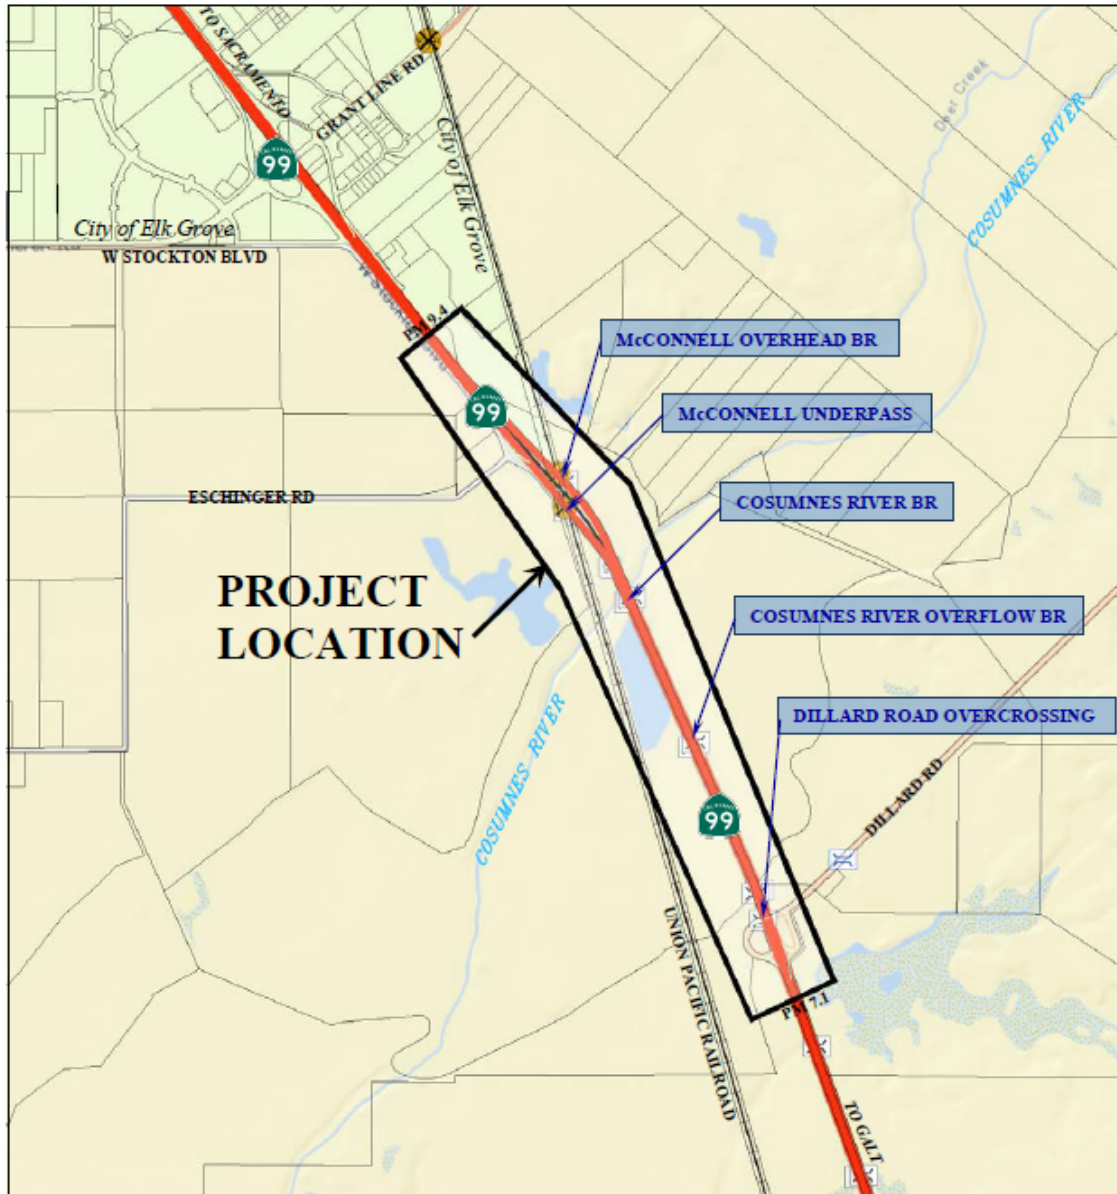 TO SACRAMENTO
GRANT LINE RD
City of Elk Grove
Deer Creek
COSUMNES RIVER
99
City of Elk Grove
W STOCKTON BLVD
PM 9.4
McCONNELL OVERHEAD BR
99
McCONNELL UNDERPASS
ESCHINGER RD
COSUMNES RIVER BR
PROJECT
LOCATION
COSUMNES RIVER OVERFLOW BR
DILLARD ROAD OVERCROSSING
COSUMNES RIVER
99
DILLARD RD
UNION PACIFIC RAILROAD
PM 7.1
TO GALT